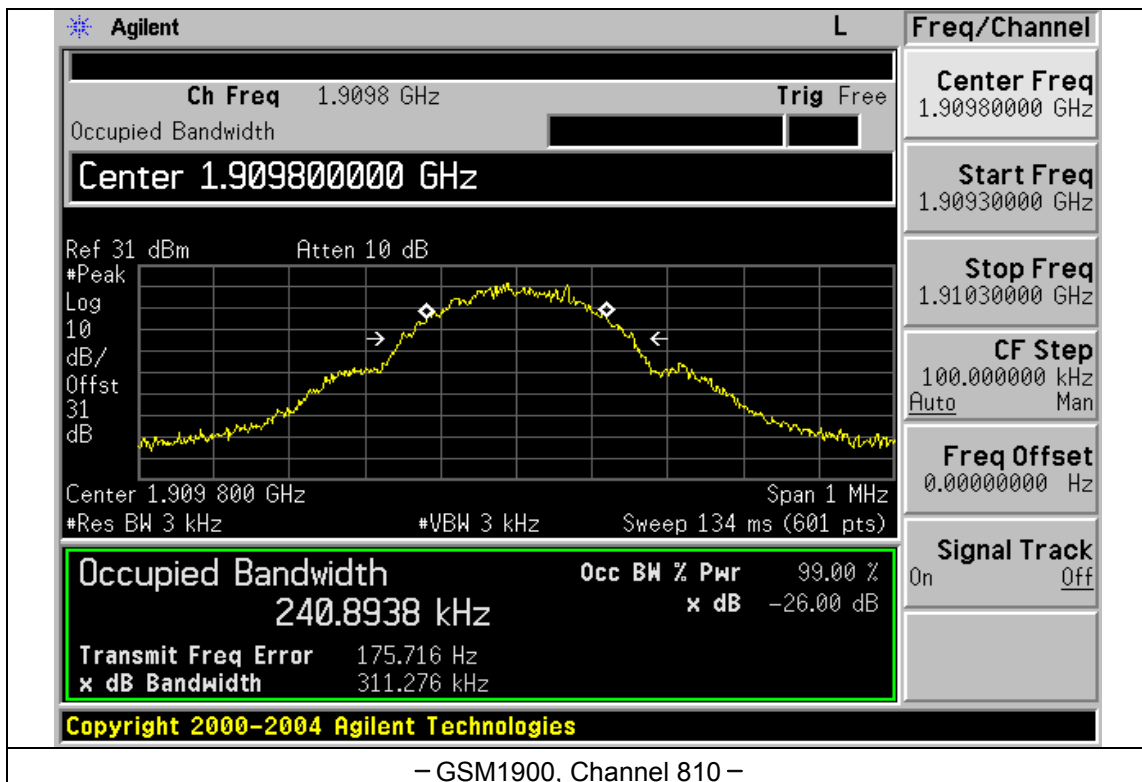 Agilent L Freq/Channel
Ch Freq 1.9098 GHz Trig Free
Occupied Bandwidth
Center 1.909800000 GHz
Ref 31 dBm Atten 10 dB
#Peak
Log
10
dB/
Offst
31
dB
Center 1.909 800 GHz Span 1 MHz
#Res BW 3 kHz #VBW 3 kHz Sweep 134 ms (601 pts)
Occupied Bandwidth Occ BW % Pwr 99.00 %
240.8938 kHz x dB -26.00 dB
Transmit Freq Error 175.716 Hz
x dB Bandwidth 311.276 kHz
Copyright 2000-2004 Agilent Technologies
Center Freq
1.90980000 GHz
Start Freq
1.90930000 GHz
Stop Freq
1.91030000 GHz
CF Step
100.000000 kHz
Auto Man
Freq Offset
0.00000000 Hz
Signal Track
On Off
– GSM1900, Channel 810 –